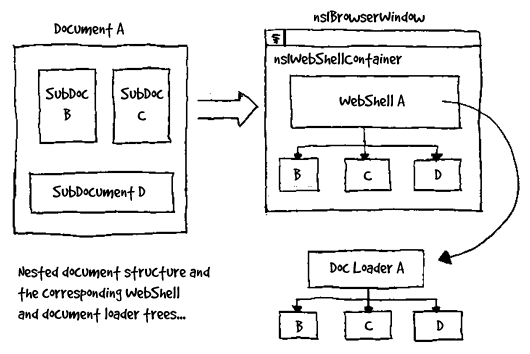 Document A
SubDoc
B
SubDoc
C
SubDocument D
Nested document structure and
the corresponding WebShell
and document loader trees...
nsIBrowserWindow
nsIWebShellContainer
WebShell A
B
C
D
Doc Loader A
B
C
D